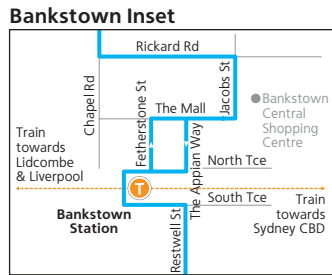 Bankstown Inset
Rickard Rd
Chapel Rd
Fetherstone St
Jacobs St
The Mall
Bankstown
Central
Shopping
Centre
The Appian Way
Train
towards
Lidcombe
& Liverpool
North Tce
T
South Tce
Bankstown
Station
Restwell St
Train
towards
Sydney CBD